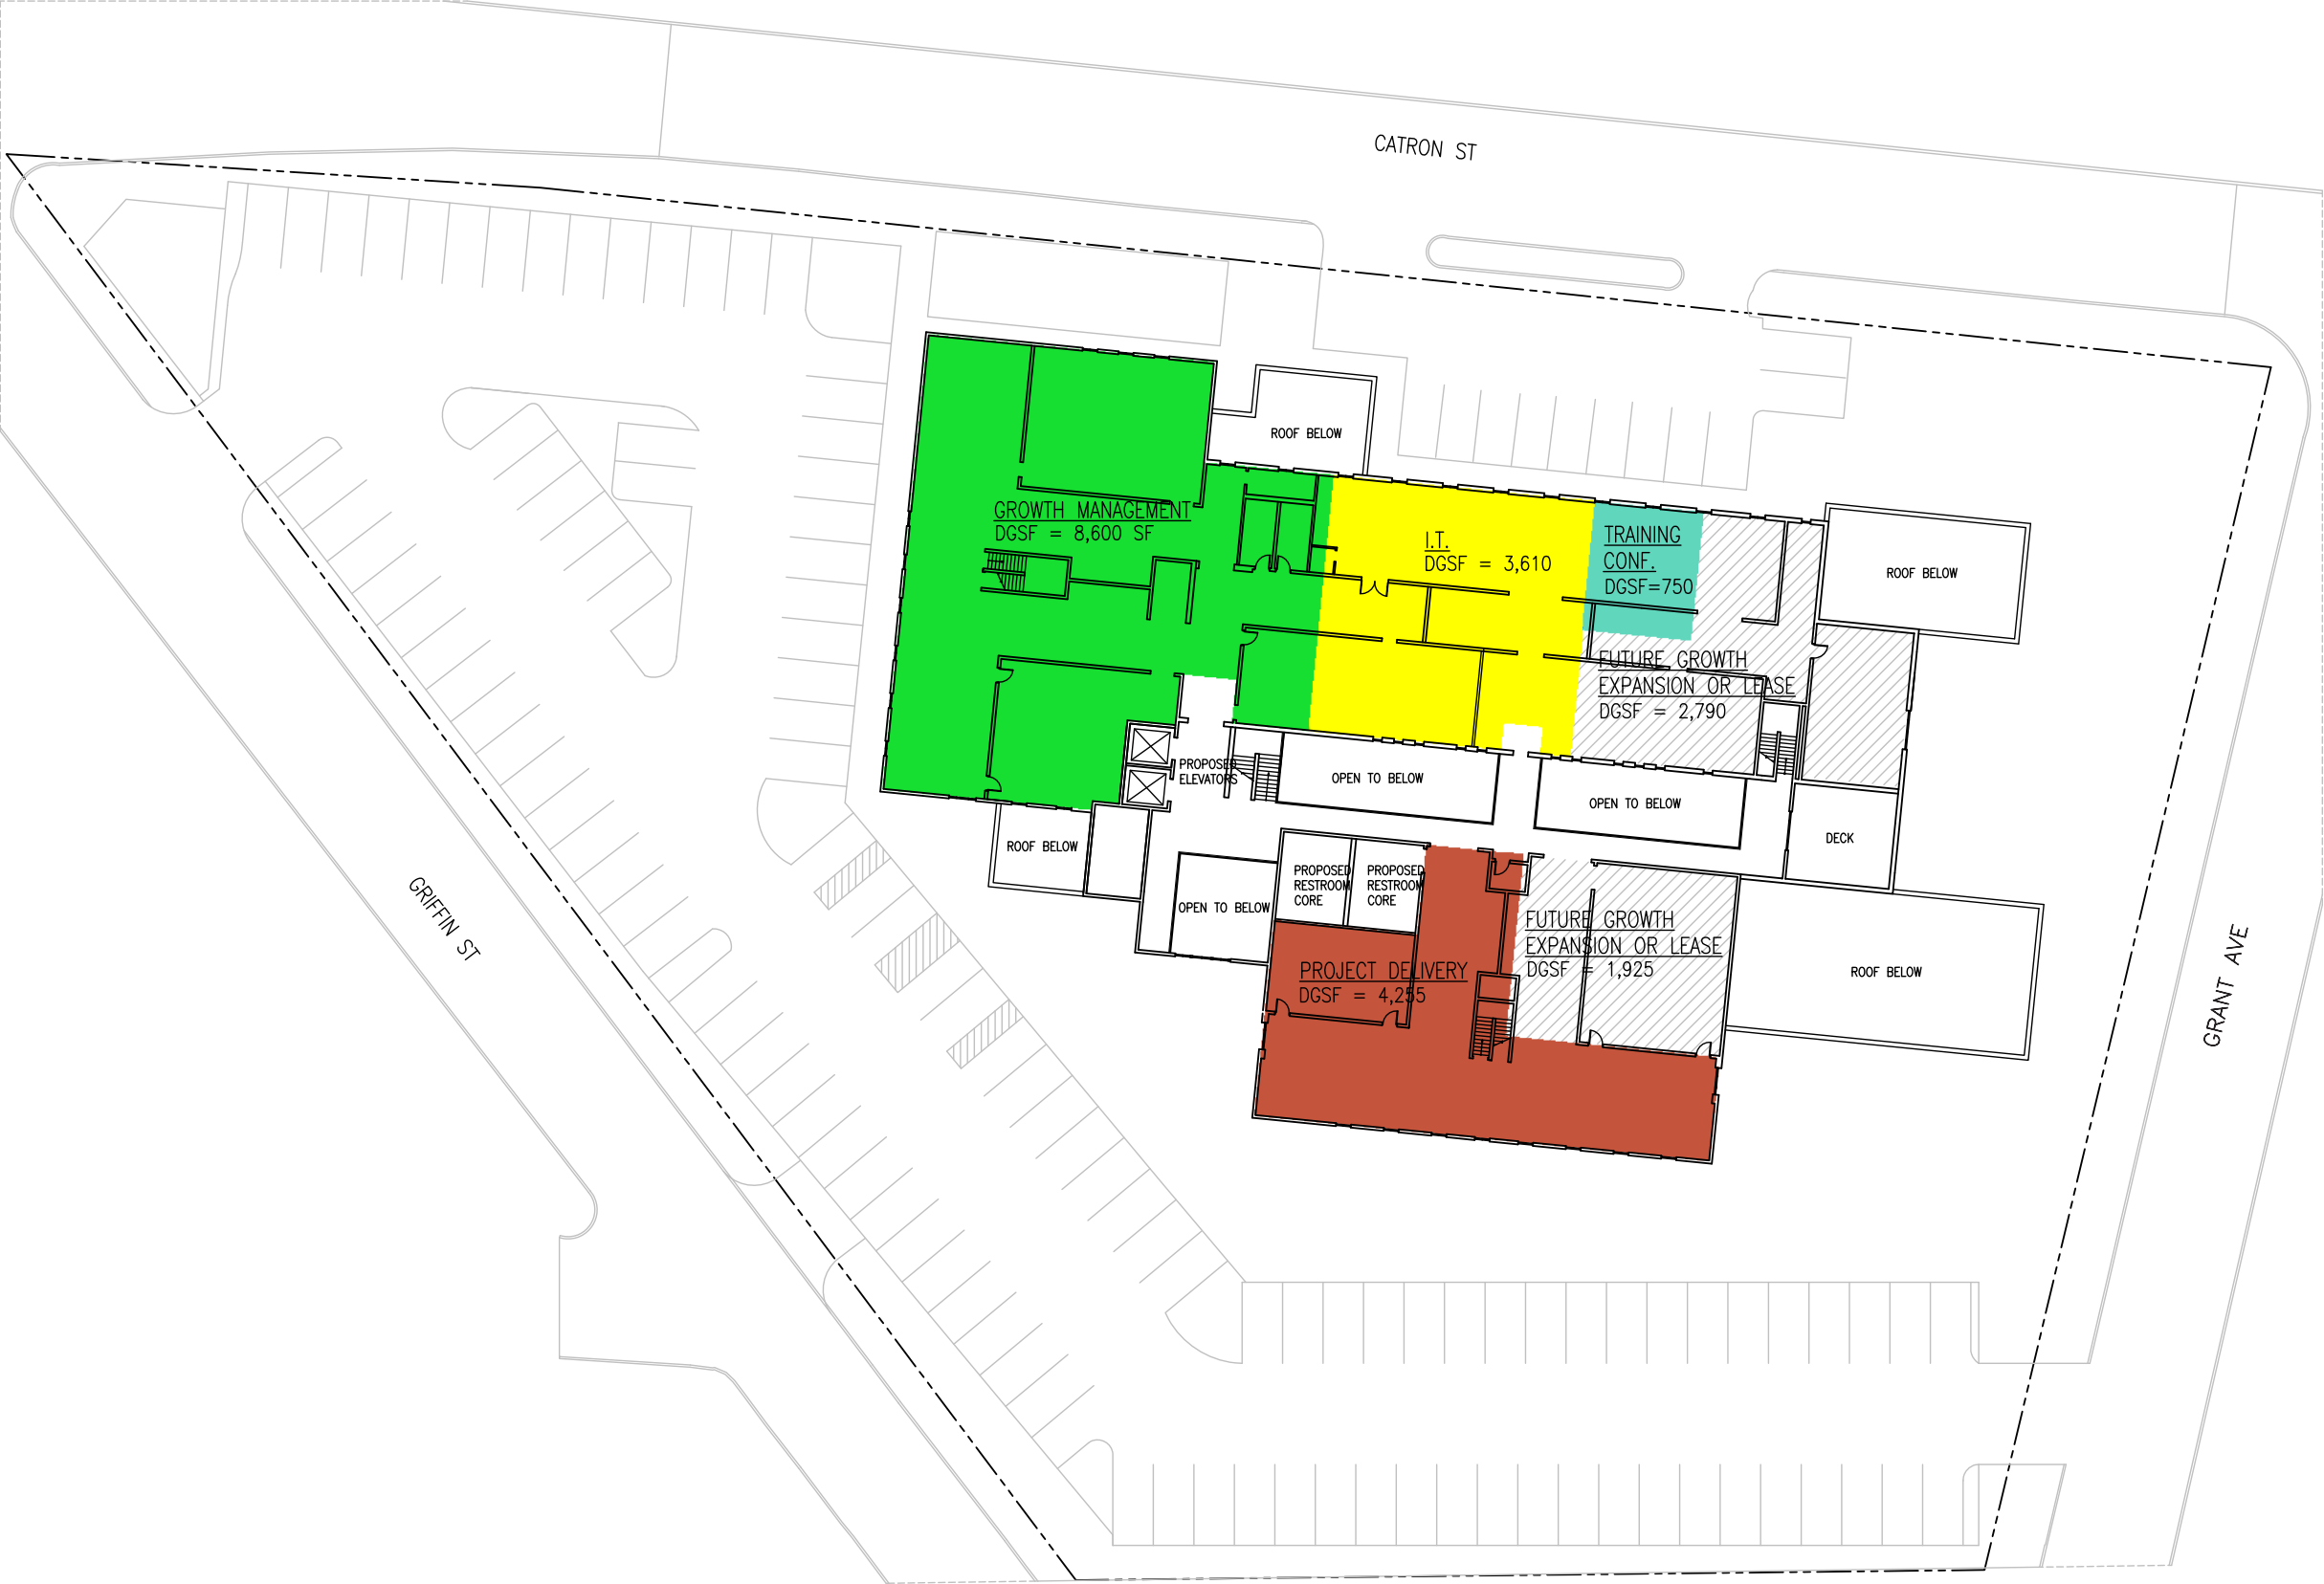 CATRON ST
ROOF BELOW
GROWTH MANAGEMENT
DGSF = 8,600 SF
I.T.
DGSF = 3,610
TRAINING
CONF.
DGSF=750
ROOF BELOW
FUTURE GROWTH
EXPANSION OR LEASE
DGSF = 2,790
PROPOSED
ELEVATORS
OPEN TO BELOW
OPEN TO BELOW
DECK
ROOF BELOW
PROPOSED
RESTROOM
CORE
PROPOSED
RESTROOM
CORE
OPEN TO BELOW
FUTURE GROWTH
EXPANSION OR LEASE
DGSF = 1,925
PROJECT DELIVERY
DGSF = 4,255
ROOF BELOW
GRIFFIN ST
GRANT AVE